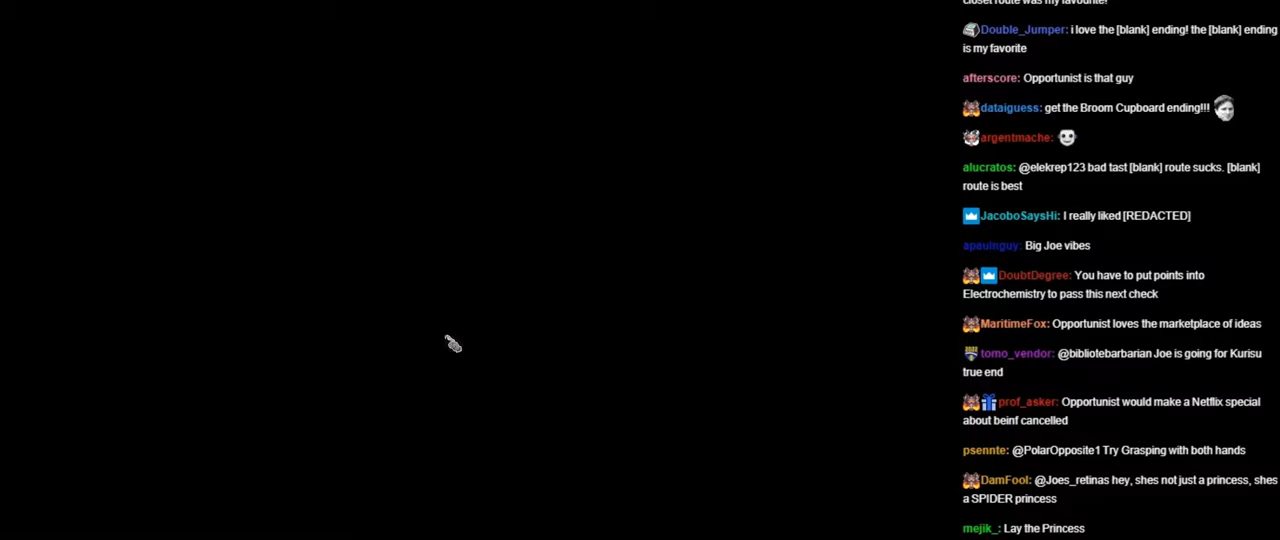 closet route was my favourite!
Double_Jumper: i love the [blank] ending! the [blank] ending
is my favorite
afterscore: Opportunist is that guy
dataiguess: get the Broom Cupboard ending!!!
argentmache:
alucratos: @elekrep123 bad tast [blank] route sucks. [blank]
route is best
JacoboSaysHi: I really liked [REDACTED]
apaulnguy: Big Joe vibes
DoubtDegree: You have to put points into
Electrochemistry to pass this next check
MaritimeFox: Opportunist loves the marketplace of ideas
tomo_vendor: @bibliotebarbarian Joe is going for Kurisu
true end
prof_asker: Opportunist would make a Netflix special
about beinf cancelled
psennte: @PolarOpposite1 Try Grasping with both hands
DamFool: @Joes_retinas hey, shes not just a princess, shes
a SPIDER princess
mejik_: Lay the Princess